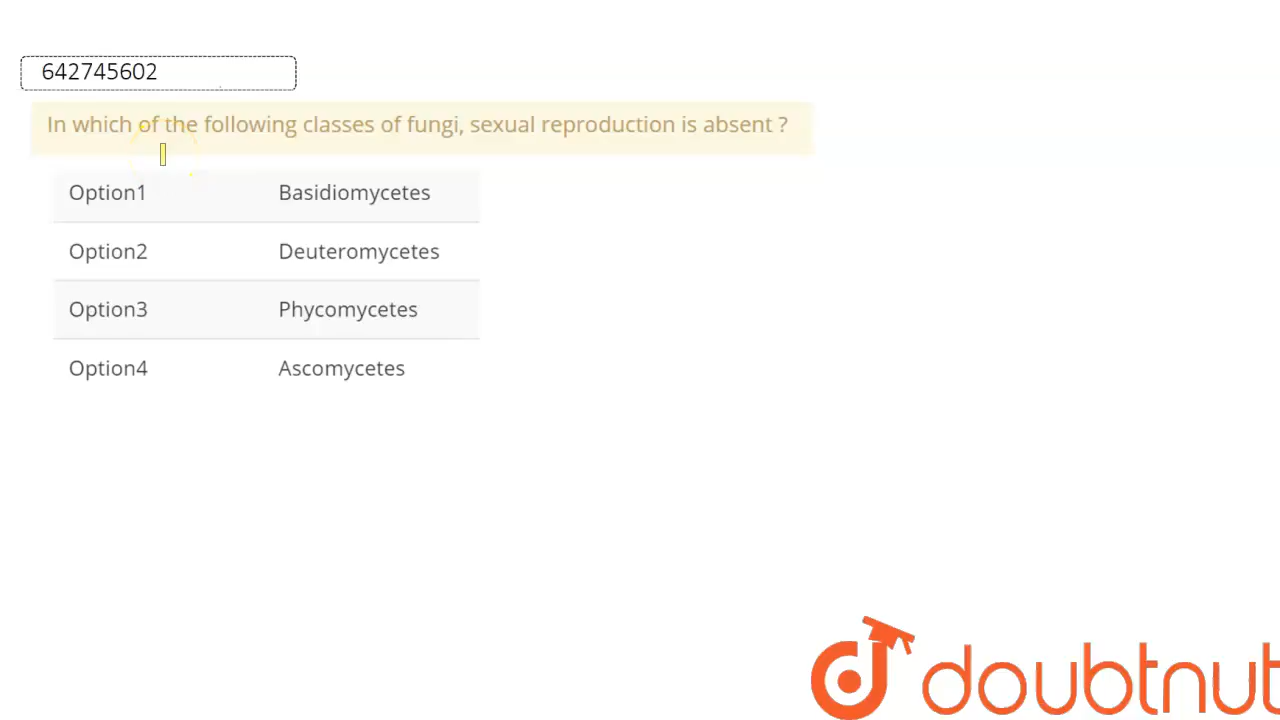 642745602
In which of the following classes of fungi, sexual reproduction is absent ?
Option1 Basidiomycetes
Option2 Deuteromycetes
Option3 Phycomycetes
Option4 Ascomycetes
doubtnut